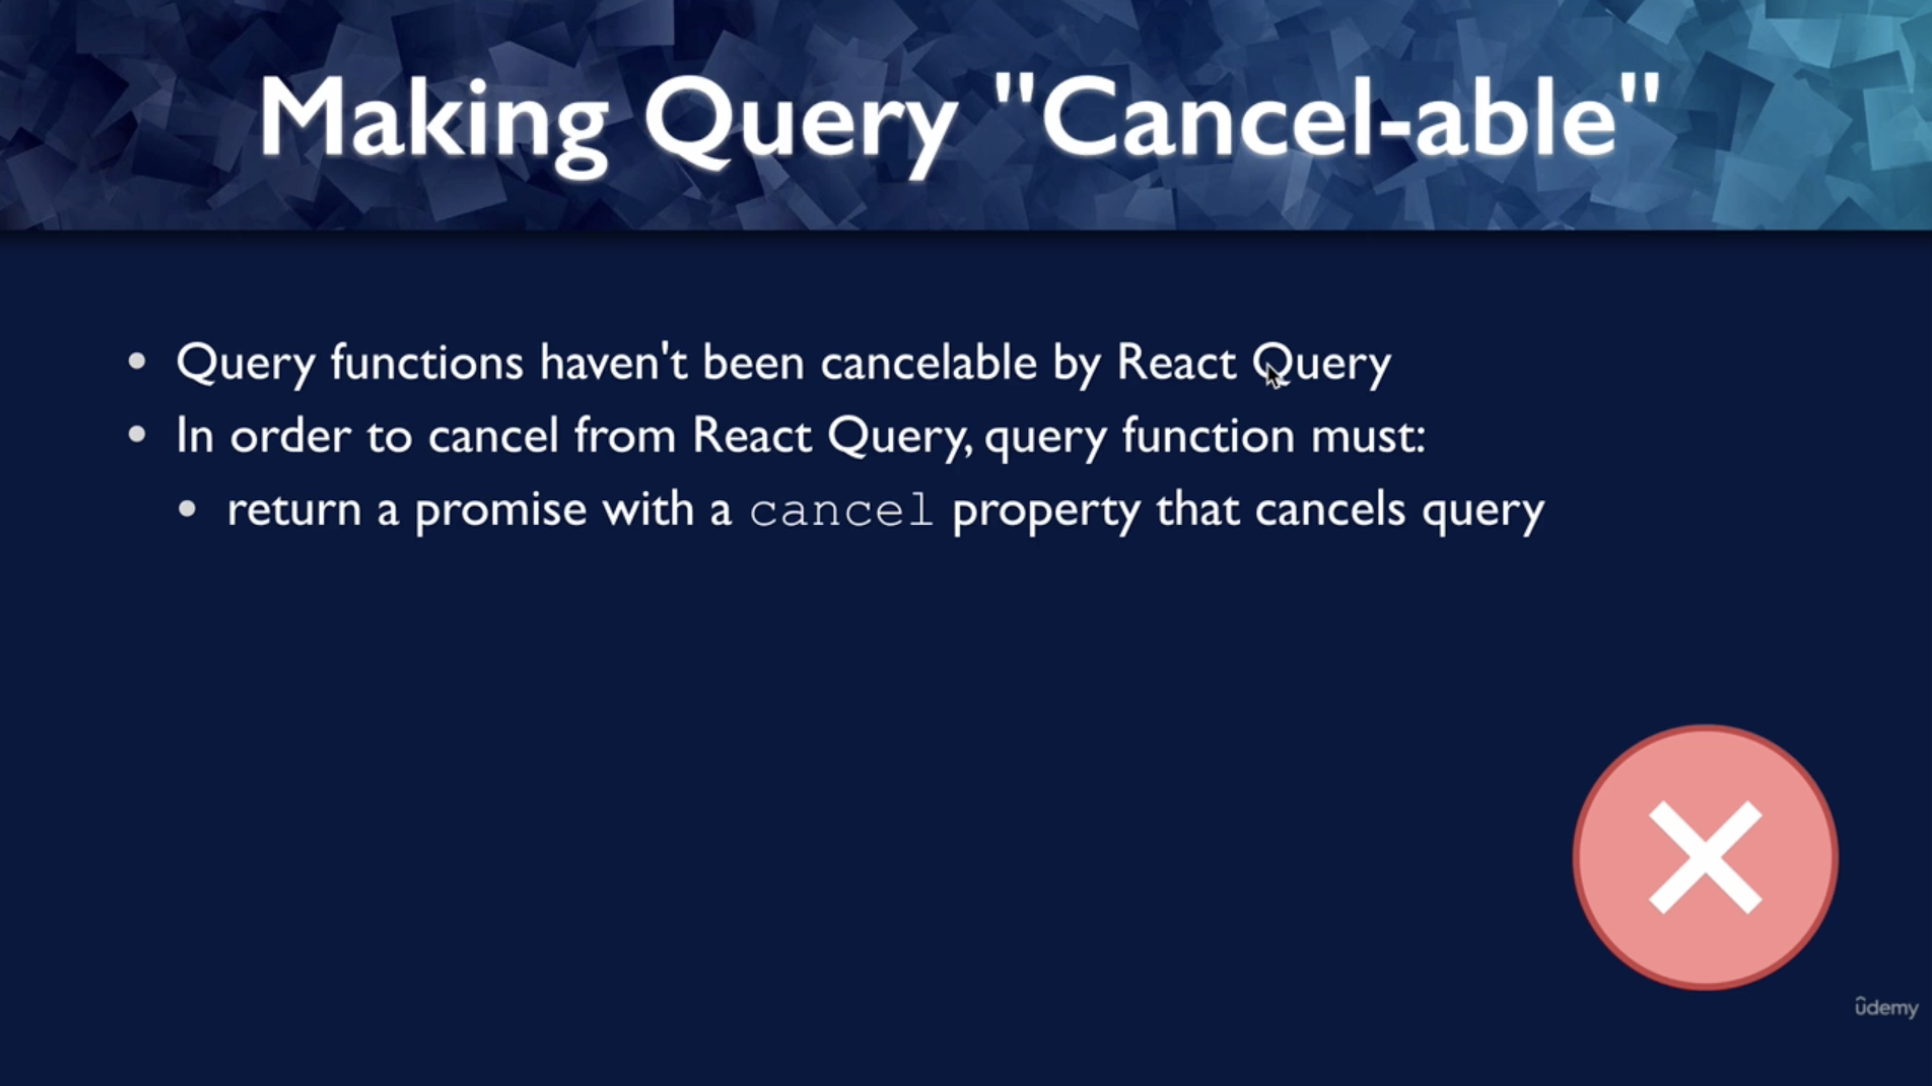 Making Query "Cancel-able"
• Query functions haven't been cancelable by React Query
• In order to cancel from React Query, query function must:
• return a promise with a cancel property that cancels query
ûdemy